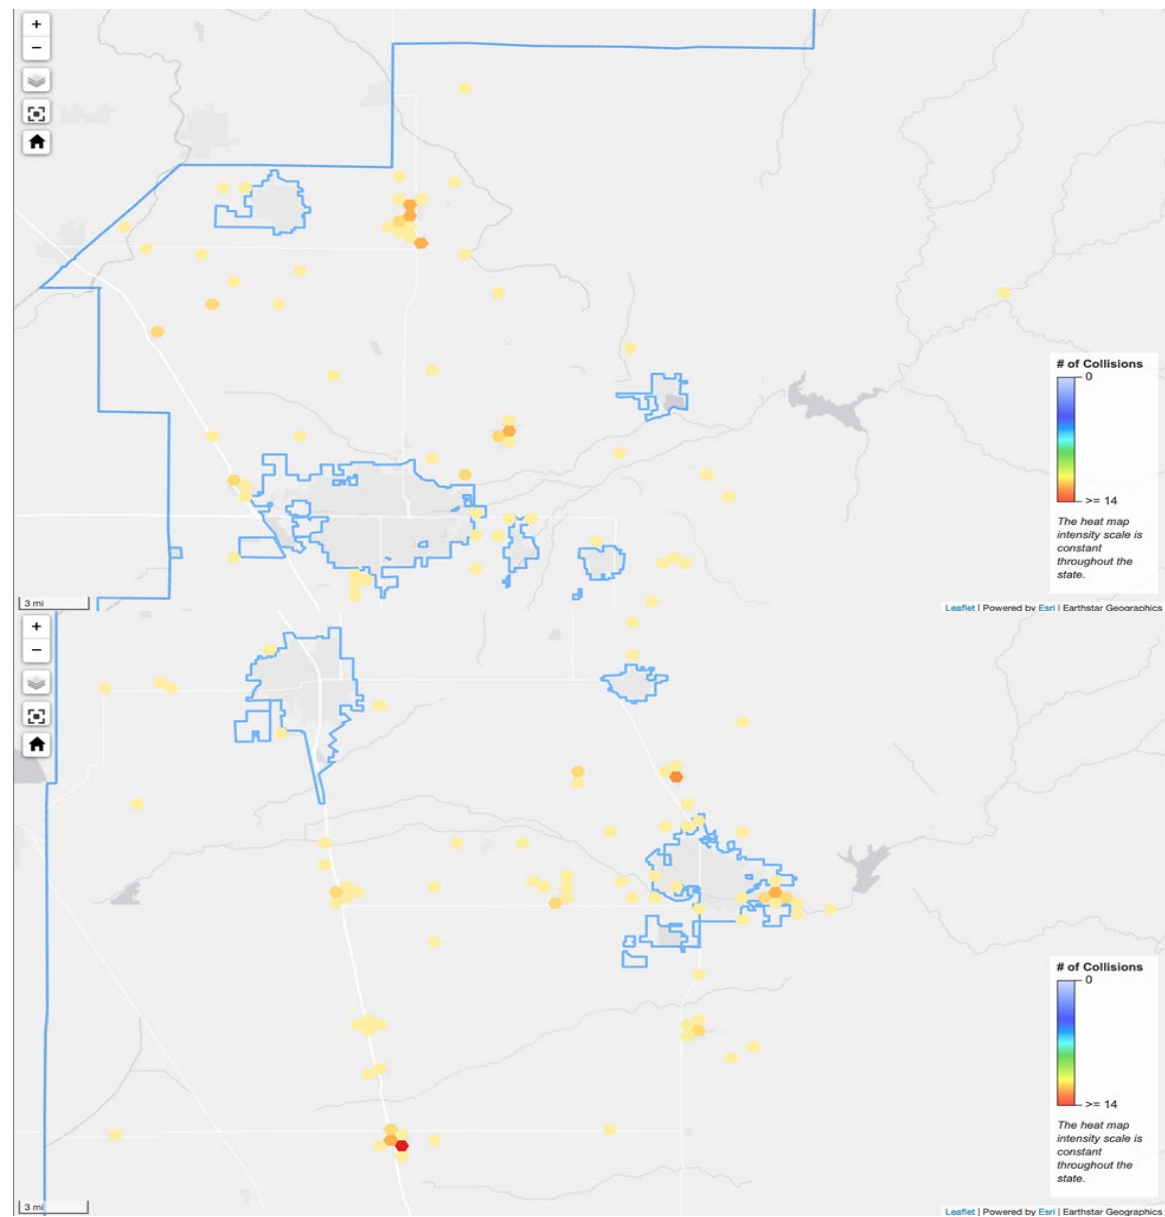 +
−
# of Collisions
0
>= 14
The heat map
intensity scale is
constant
throughout the
state.
3 mi
Leaflet | Powered by Esri | Earthstar Geographics
+
−
# of Collisions
0
>= 14
The heat map
intensity scale is
constant
throughout the
state.
3 mi
Leaflet | Powered by Esri | Earthstar Geographics